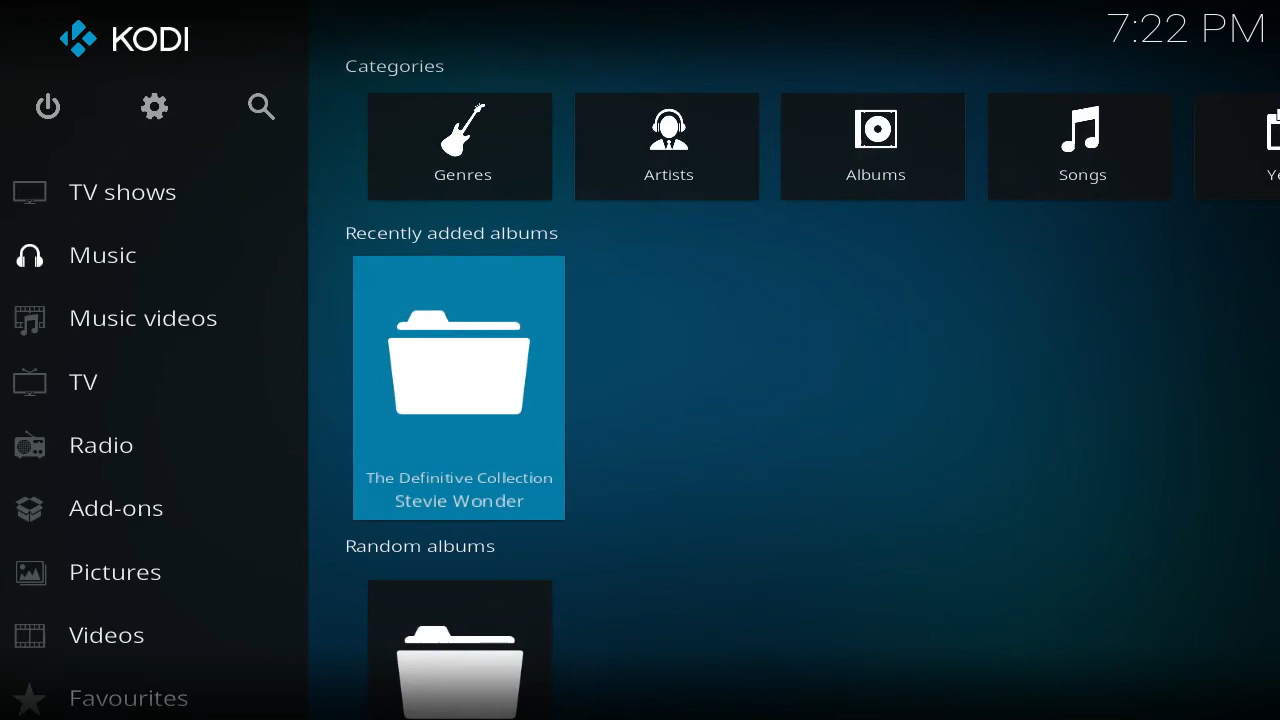 KODI
7:22 PM
TV shows
Music
Music videos
TV
Radio
Add-ons
Pictures
Videos
Favourites
Categories
Genres
Artists
Albums
Songs
Recently added albums
The Definitive Collection
Stevie Wonder
Random albums